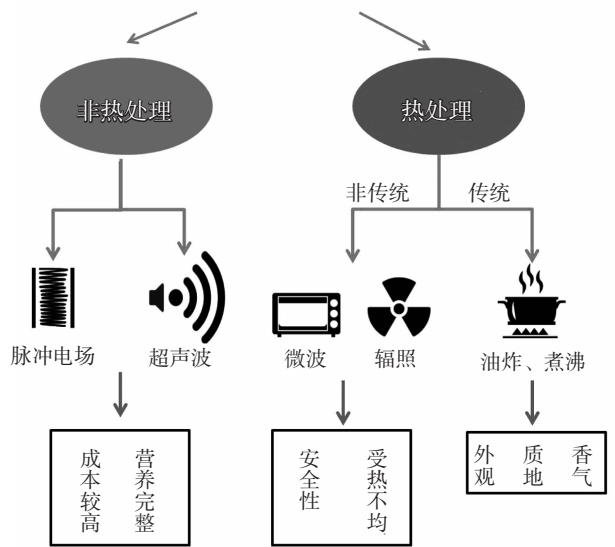 非热处理
热处理
非传统
传统
脉冲电场
超声波
微波
辐照
油炸、煮沸
成本较高
营养完整
安全性
受热不均
外观
质地
香气